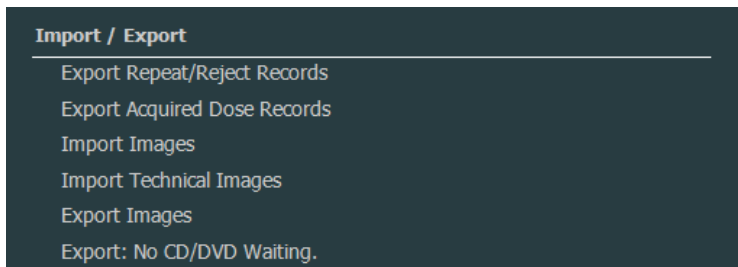 Import / Export
Export Repeat/Reject Records
Export Acquired Dose Records
Import Images
Import Technical Images
Export Images
Export: No CD/DVD Waiting.